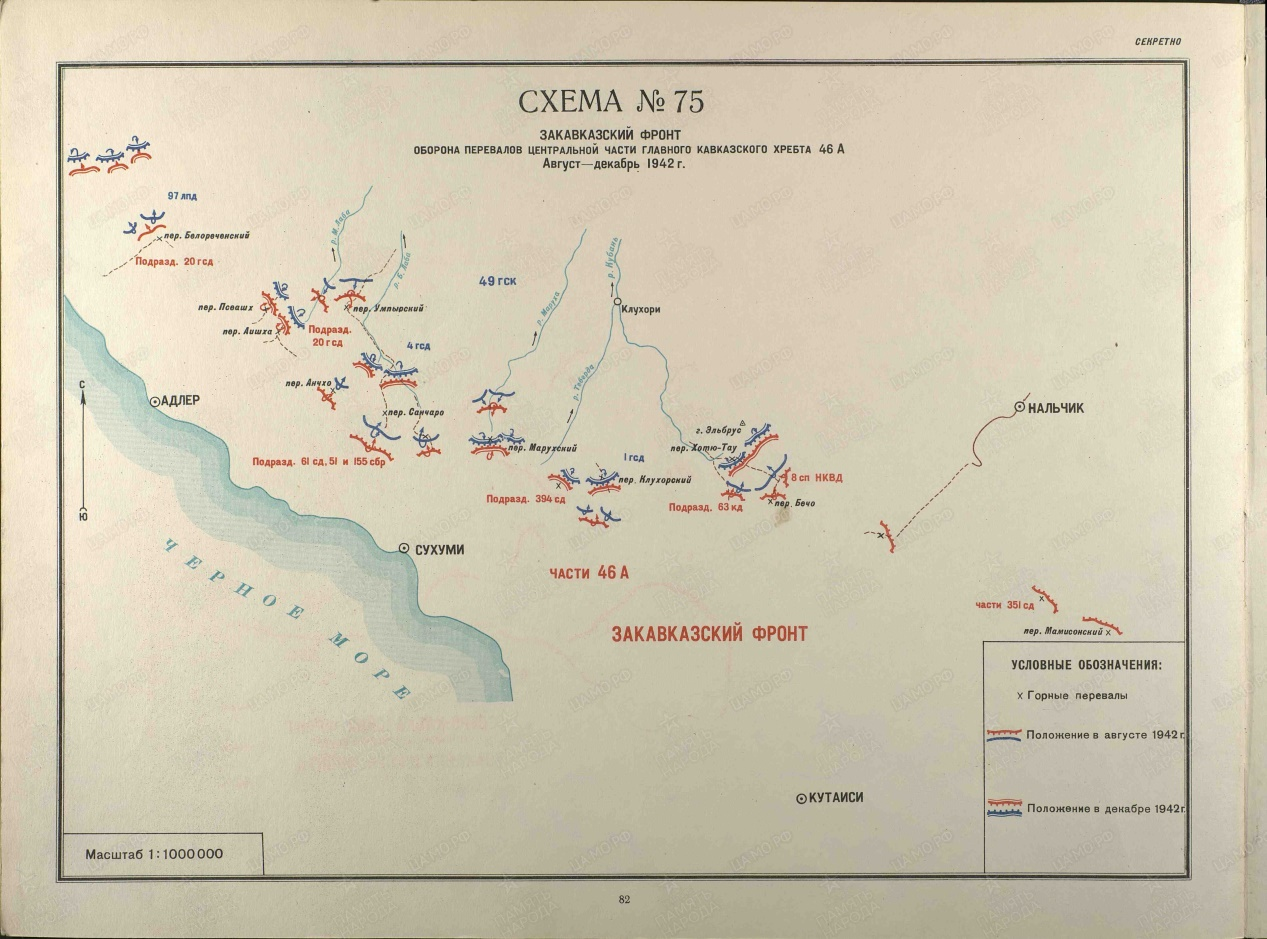 СЕКРЕТНО
СХЕМА № 75
ЗАКАВКАЗСКИЙ ФРОНТ
ОБОРОНА ПЕРЕВАЛОВ ЦЕНТРАЛЬНОЙ ЧАСТИ ГЛАВНОГО КАВКАЗСКОГО ХРЕБТА 46 А
Август—декабрь 1942 г.
97 лпд
пер. Белореченский
Подразд. 20 гсд
р. М. Лаба
р. Б. Лаба
49 гск
р. Маруха
р. Кубань
Клухори
пер. Псеашх
пер. Умпырский
пер. Аишха
Подразд.
20 гсд
4 гсд
р. Теберда
пер. Анчхо
С
АДЛЕР
пер. Санчаро
НАЛЬЧИК
г. Эльбрус
пер. Марухский
пер. Хотю-Тау
Подразд. 61 сд, 51 и 155 сбр
1 гсд
пер. Клухорский
8 сп НКВД
Подразд. 394 сд
Подразд. 63 кд
пер. Бечо
Ю
СУХУМИ
ЧЕРНОЕ МОРЕ
ЧАСТИ 46 А
части 351 сд
ЗАКАВКАЗСКИЙ ФРОНТ
пер. Мамисонский
УСЛОВНЫЕ ОБОЗНАЧЕНИЯ:
х Горные перевалы
Положение в августе 1942 г.
КУТАИСИ
Положение в декабре 1942 г.
Масштаб 1:1000000
82
ЦАМО.РФ